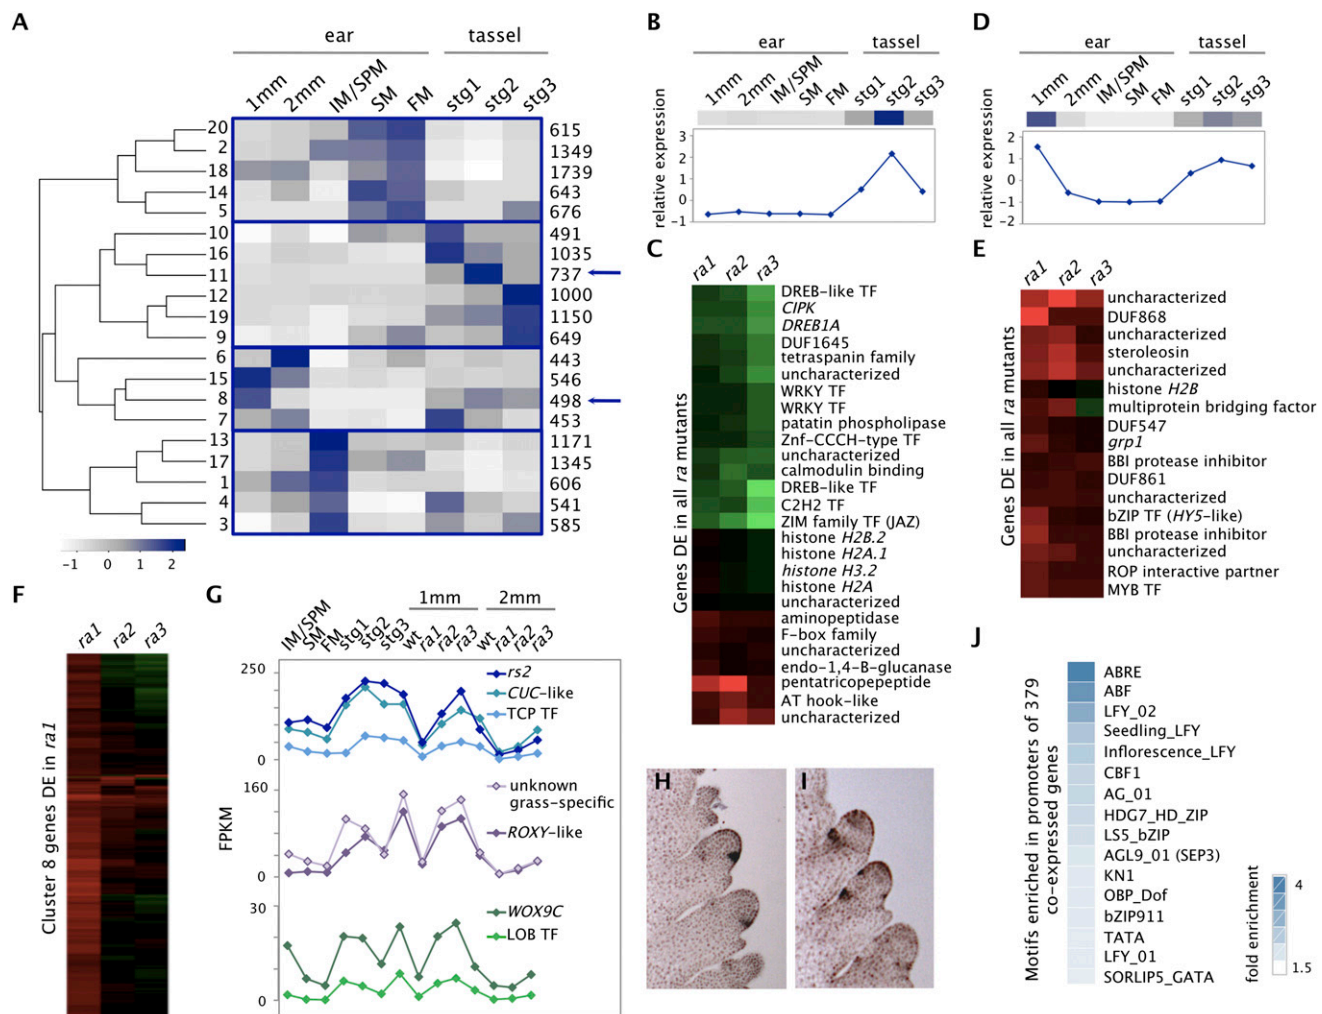 A
ear
tassel
1mm
2mm
IM/SPM
SM
FM
stg1
stg2
stg3
20
615
2
1349
18
1739
14
643
5
676
10
491
16
1035
11
737
12
1000
19
1150
9
649
6
443
15
546
8
498
7
453
13
1171
17
1345
1
606
4
541
3
585
-1 0 1 2
B
ear
tassel
1mm
2mm
IM/SPM
SM
FM
stg1
stg2
stg3
relative expression
3
2
1
0
-1
C
ra1
ra2
ra3
Genes DE in all ra mutants
DREB-like TF
CIPK
DREB1A
DUF1645
tetraspanin family
uncharacterized
WRKY TF
WRKY TF
patatin phospholipase
Znf-CCCH-type TF
uncharacterized
calmodulin binding
DREB-like TF
C2H2 TF
ZIM family TF (JAZ)
histone H2B.2
histone H2A.1
histone H3.2
histone H2A
uncharacterized
aminopeptidase
F-box family
uncharacterized
endo-1,4-B-glucanase
pentatricopeptide
AT hook-like
uncharacterized
D
ear
tassel
1mm
2mm
IM/SPM
SM
FM
stg1
stg2
stg3
relative expression
2
1
0
-1
-2
E
ra1
ra2
ra3
Genes DE in all ra mutants
uncharacterized
DUF868
uncharacterized
steroleosin
uncharacterized
histone H2B
multiprotein bridging factor
DUF547
grp1
BBI protease inhibitor
DUF861
uncharacterized
bZIP TF (HY5-like)
BBI protease inhibitor
uncharacterized
ROP interactive partner
MYB TF
F
ra1
ra2
ra3
Cluster 8 genes DE in ra1
G
1mm
2mm
IM/SPM
SM
FM
stg1
stg2
stg3
wt
ra1
ra2
ra3
wt
ra1
ra2
ra3
FPKM
250
0
rs2
CUC-like
TCP TF
160
0
unknown
grass-specific
ROXY-like
30
0
WOX9C
LOB TF
H
I
J
Motifs enriched in promoters of 379
co-expressed genes
ABRE
ABF
LFY_02
Seedling_LFY
Inflorescence_LFY
CBF1
AG_01
HDG7_HD_ZIP
LS5_bZIP
AGL9_01 (SEP3)
KN1
OBP_Dof
bZIP911
TATA
LFY_01
SORLIP5_GATA
fold enrichment
4
1.5